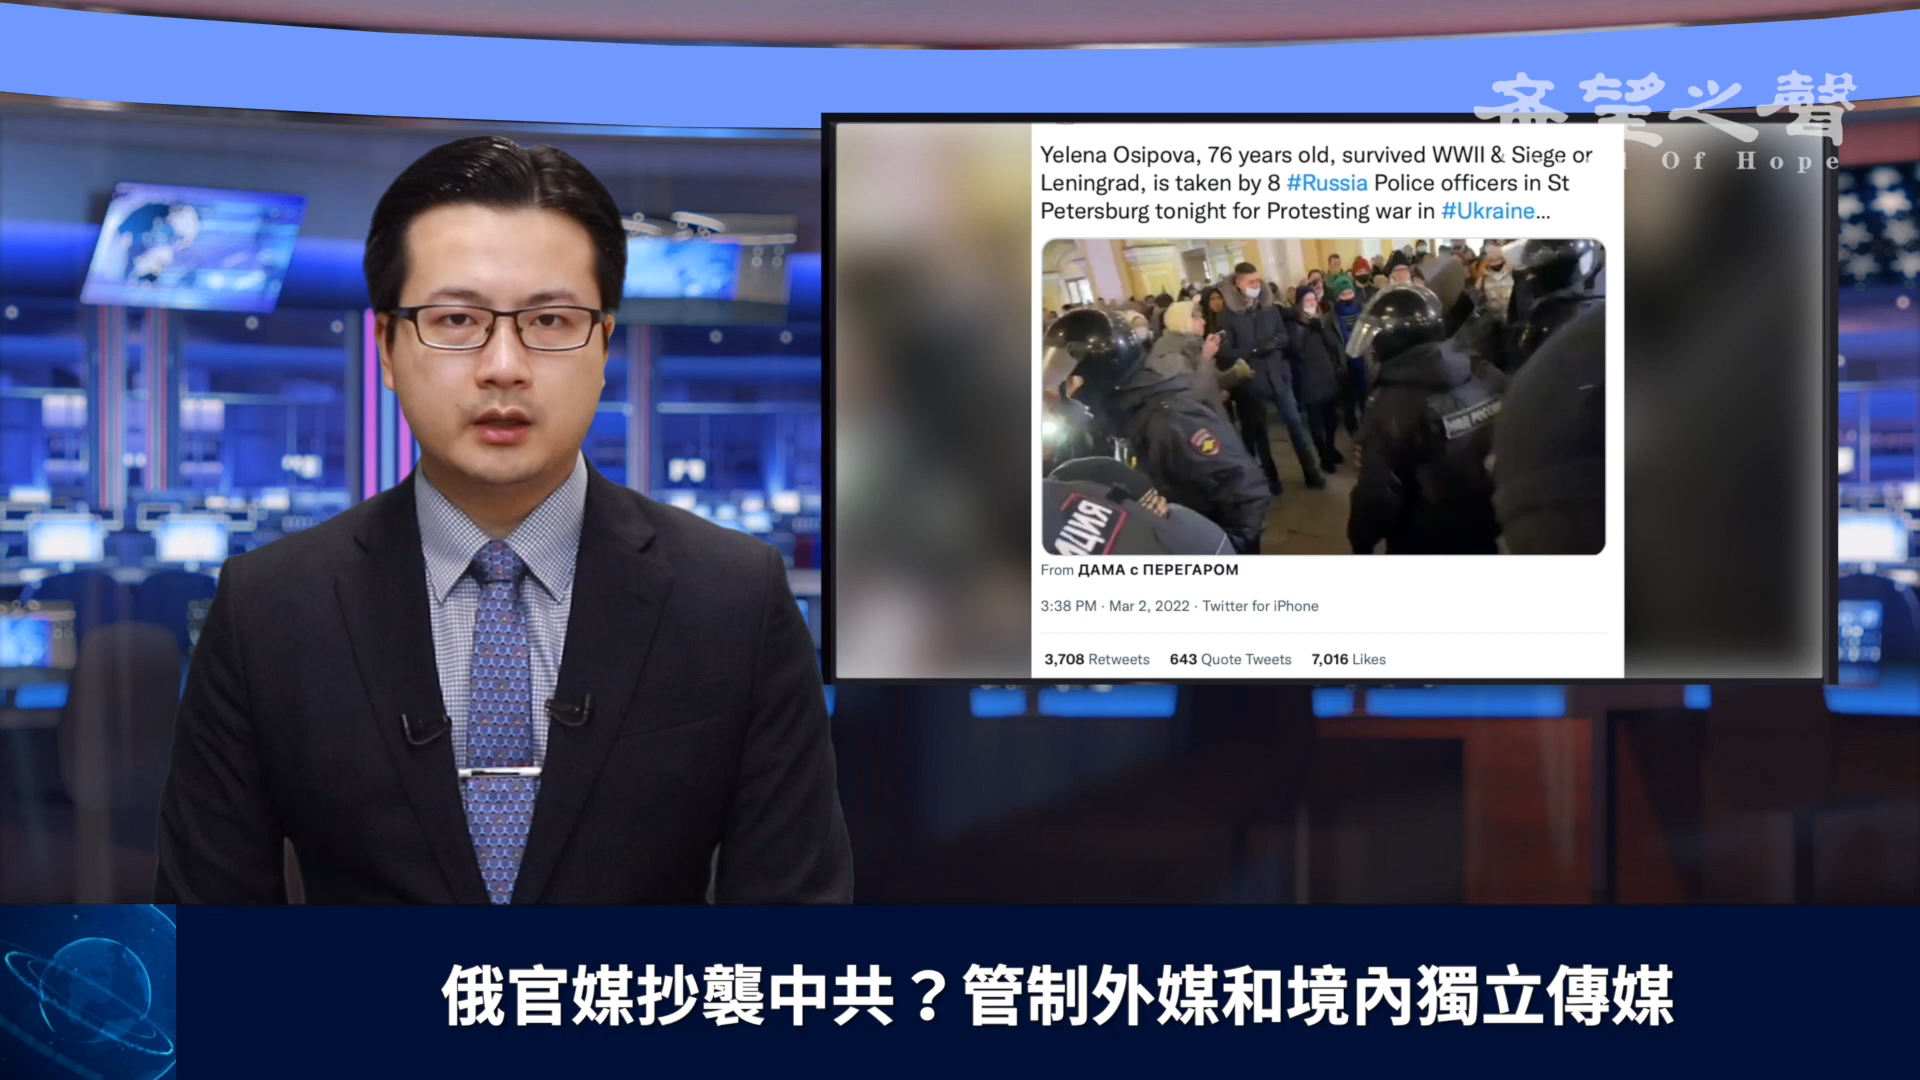 希望之聲
Of Hope
Yelena Osipova, 76 years old, survived WWII & Siege or
Leningrad, is taken by 8 #Russia Police officers in St
Petersburg tonight for Protesting war in #Ukraine...
From ДАМА с ПЕРЕГАРОМ
3:38 PM · Mar 2, 2022 · Twitter for iPhone
3,708 Retweets 643 Quote Tweets 7,016 Likes
俄官媒抄襲中共？管制外媒和境內獨立傳媒